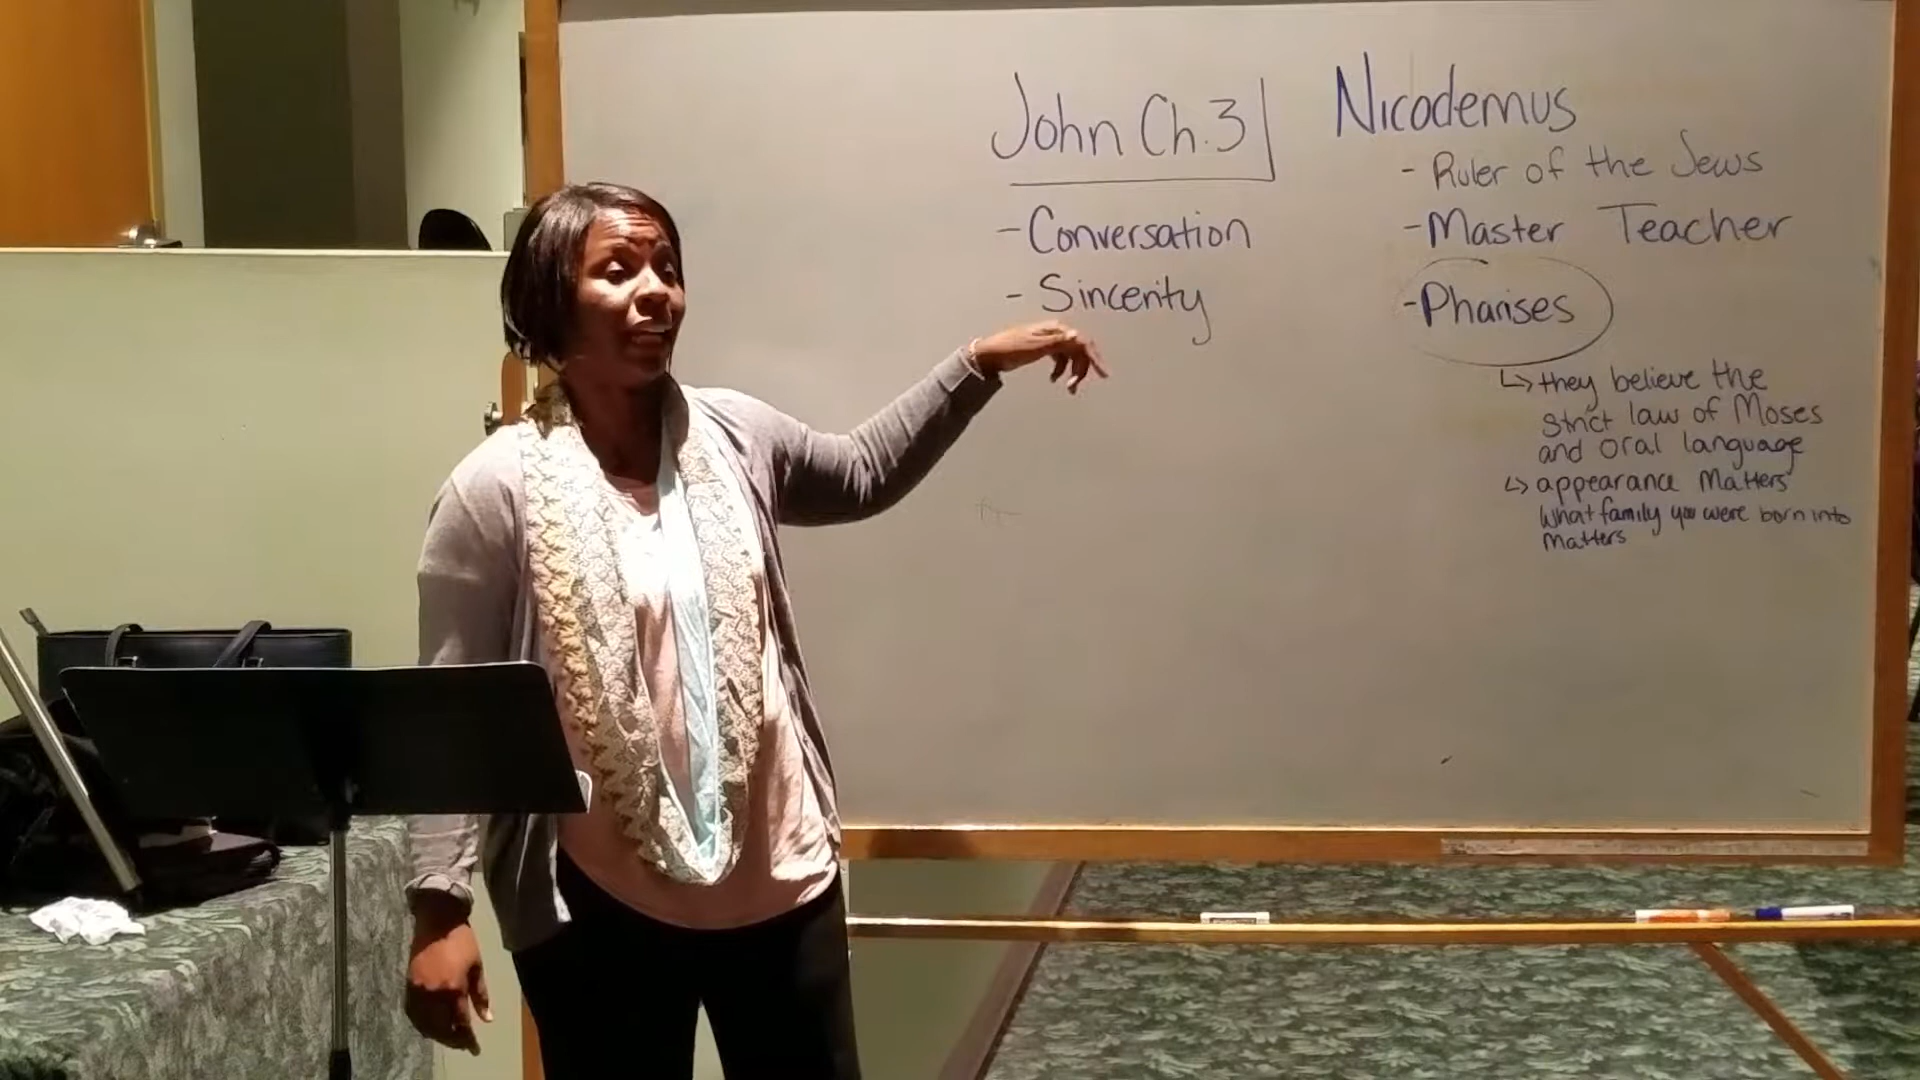 John Ch.3
- Conversation
- Sincerity
Nicodemus
- Ruler of the Jews
- Master Teacher
- Pharises
↳ they believe the
strict law of Moses
and oral language
↳ appearance Matters
What family you were born into
Matters